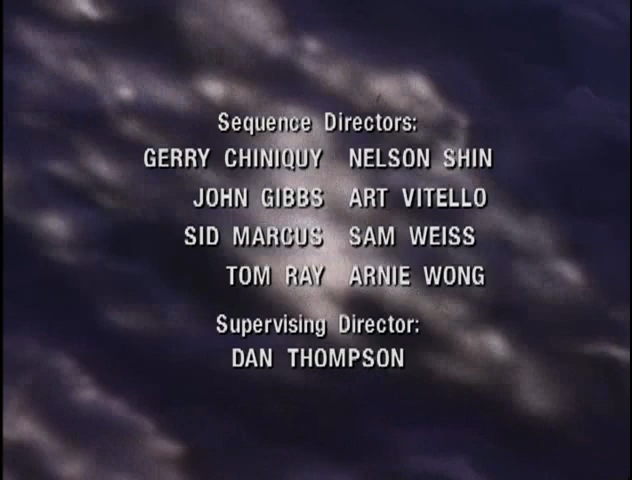 Sequence Directors:
GERRY CHINIQUY NELSON SHIN
JOHN GIBBS ART VITELLO
SID MARCUS SAM WEISS
TOM RAY ARNIE WONG
Supervising Director:
DAN THOMPSON